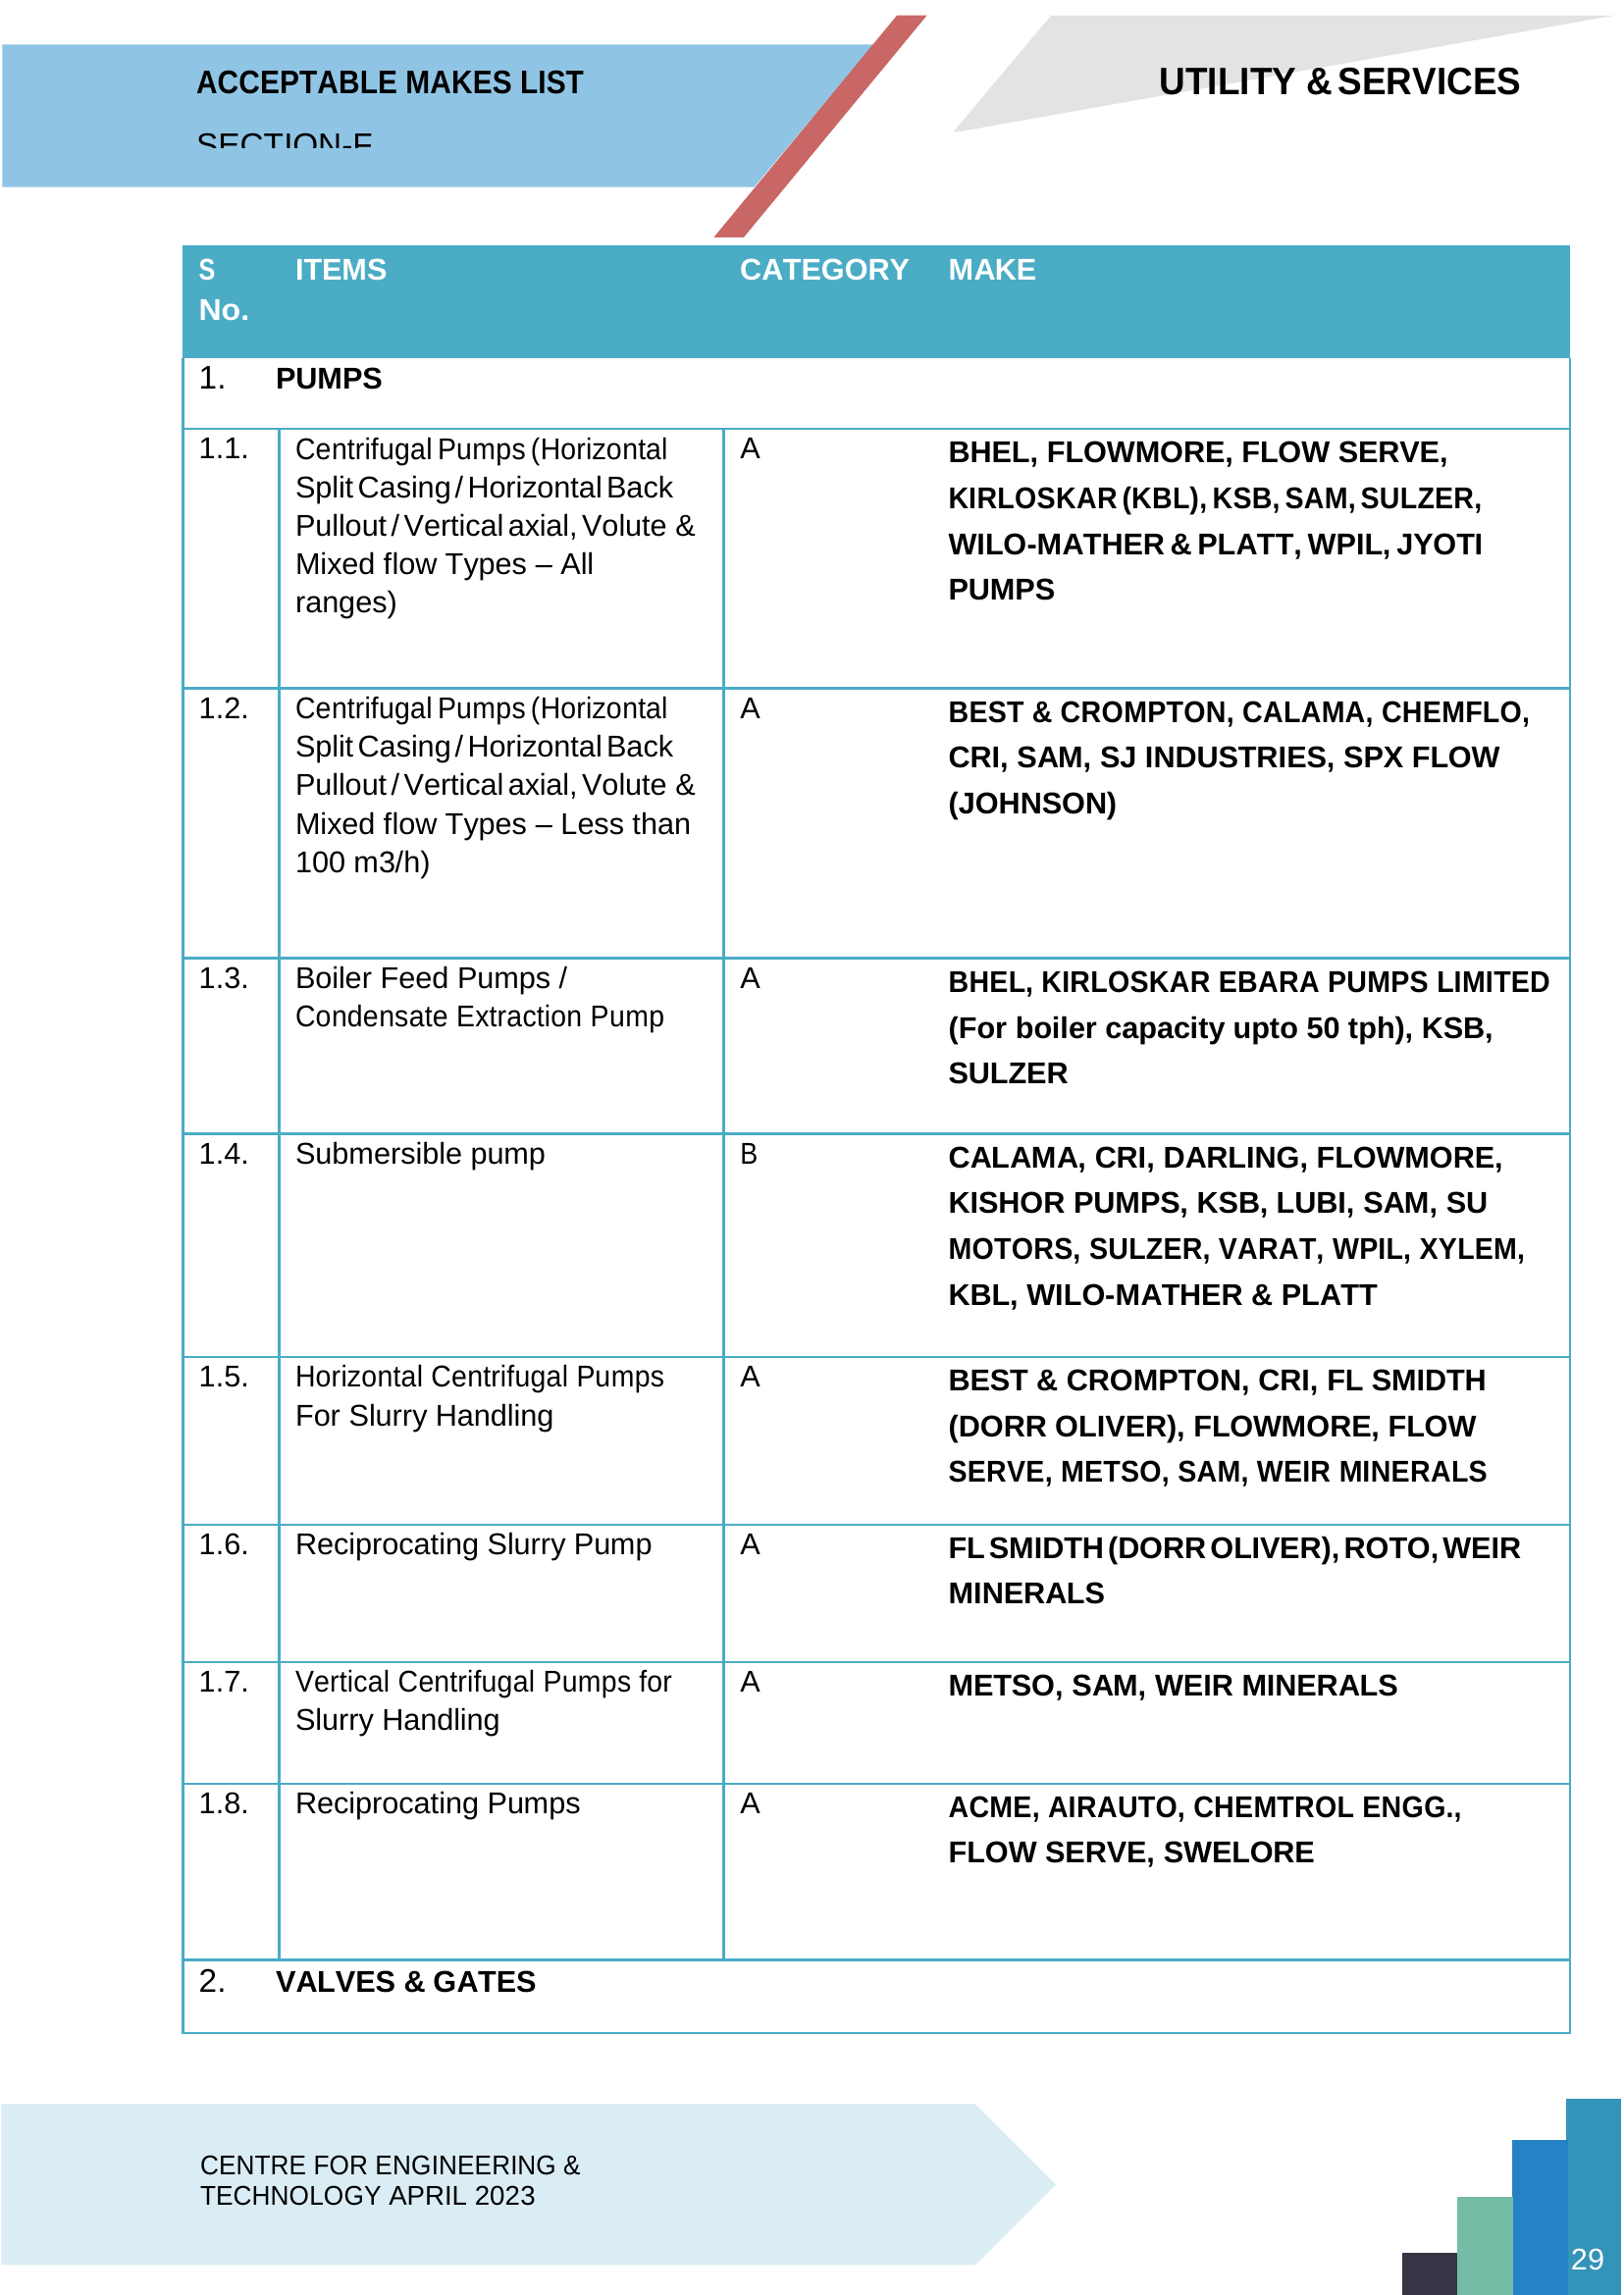 ACCEPTABLE MAKES LIST
UTILITY & SERVICES
S No.
ITEMS
CATEGORY
MAKE
1. PUMPS
1.1.
Centrifugal Pumps (Horizontal
Split Casing / Horizontal Back
Pullout / Vertical axial, Volute &
Mixed flow Types – All
ranges)
A
BHEL, FLOWMORE, FLOW SERVE,
KIRLOSKAR (KBL), KSB, SAM, SULZER,
WILO-MATHER & PLATT, WPIL, JYOTI
PUMPS
1.2.
Centrifugal Pumps (Horizontal
Split Casing / Horizontal Back
Pullout / Vertical axial, Volute &
Mixed flow Types – Less than
100 m3/h)
A
BEST & CROMPTON, CALAMA, CHEMFLO,
CRI, SAM, SJ INDUSTRIES, SPX FLOW
(JOHNSON)
1.3.
Boiler Feed Pumps /
Condensate Extraction Pump
A
BHEL, KIRLOSKAR EBARA PUMPS LIMITED
(For boiler capacity upto 50 tph), KSB,
SULZER
1.4.
Submersible pump
B
CALAMA, CRI, DARLING, FLOWMORE,
KISHOR PUMPS, KSB, LUBI, SAM, SU
MOTORS, SULZER, VARAT, WPIL, XYLEM,
KBL, WILO-MATHER & PLATT
1.5.
Horizontal Centrifugal Pumps
For Slurry Handling
A
BEST & CROMPTON, CRI, FL SMIDTH
(DORR OLIVER), FLOWMORE, FLOW
SERVE, METSO, SAM, WEIR MINERALS
1.6.
Reciprocating Slurry Pump
A
FL SMIDTH (DORR OLIVER), ROTO, WEIR
MINERALS
1.7.
Vertical Centrifugal Pumps for
Slurry Handling
A
METSO, SAM, WEIR MINERALS
1.8.
Reciprocating Pumps
A
ACME, AIRAUTO, CHEMTROL ENGG.,
FLOW SERVE, SWELORE
2. VALVES & GATES
CENTRE FOR ENGINEERING &
TECHNOLOGY APRIL 2023
29